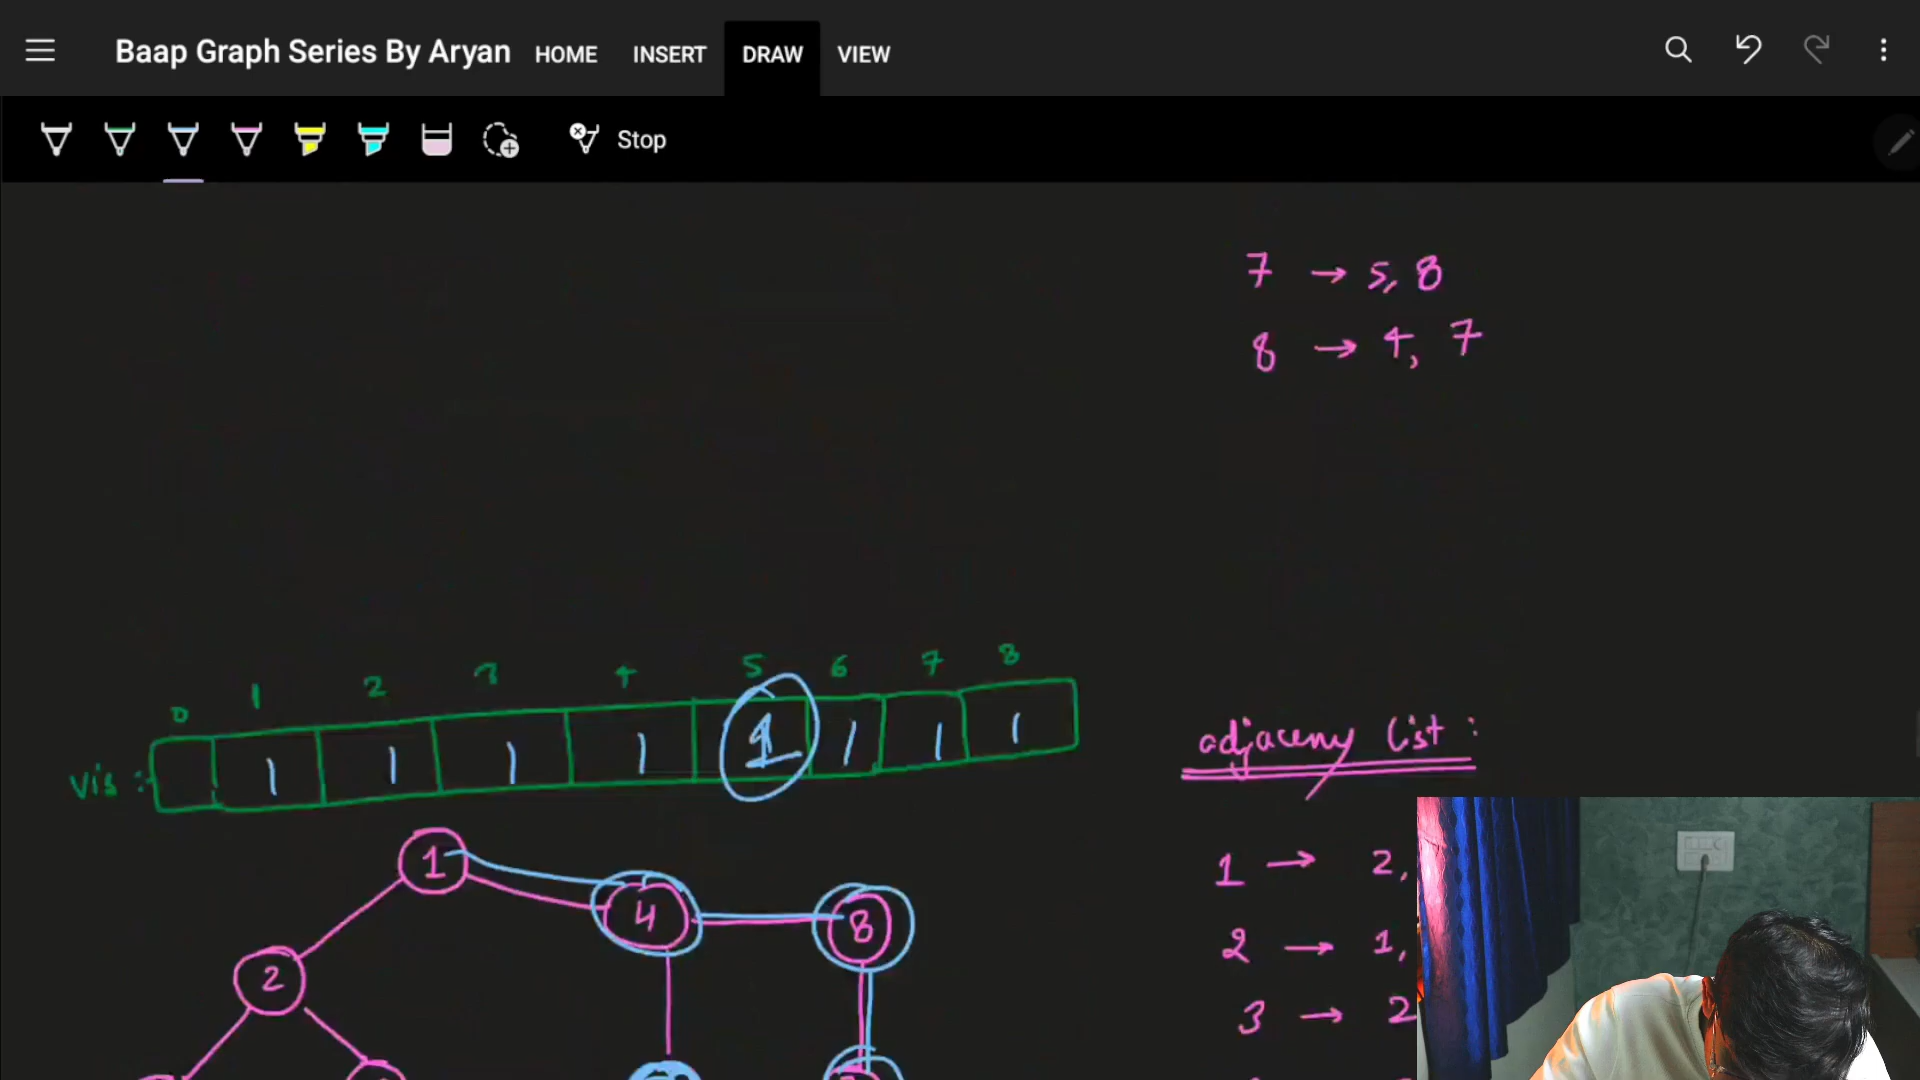 Baap Graph Series By Aryan HOME INSERT DRAW VIEW
Stop
7 → 5, 8
8 → 4, 7
0 1 2 3 4 5 6 7 8
vis : 1 1 1 1 1 1 1 1
adjaceny list :
1
4
8
2
1 → 2,
2 → 1,
3 → 2